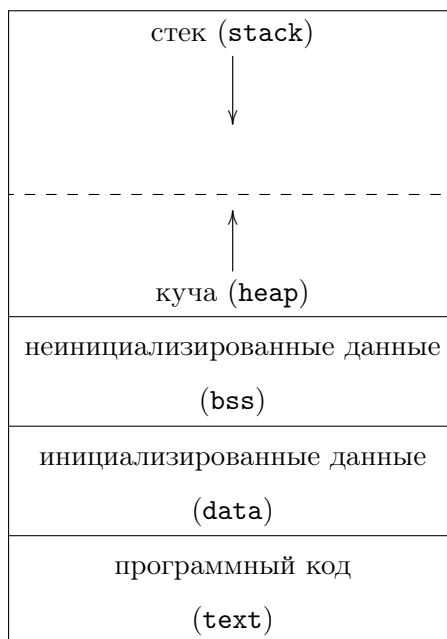 стек (stack)
куча (heap)
неинициализированные данные
(bss)
инициализированные данные
(data)
программный код
(text)